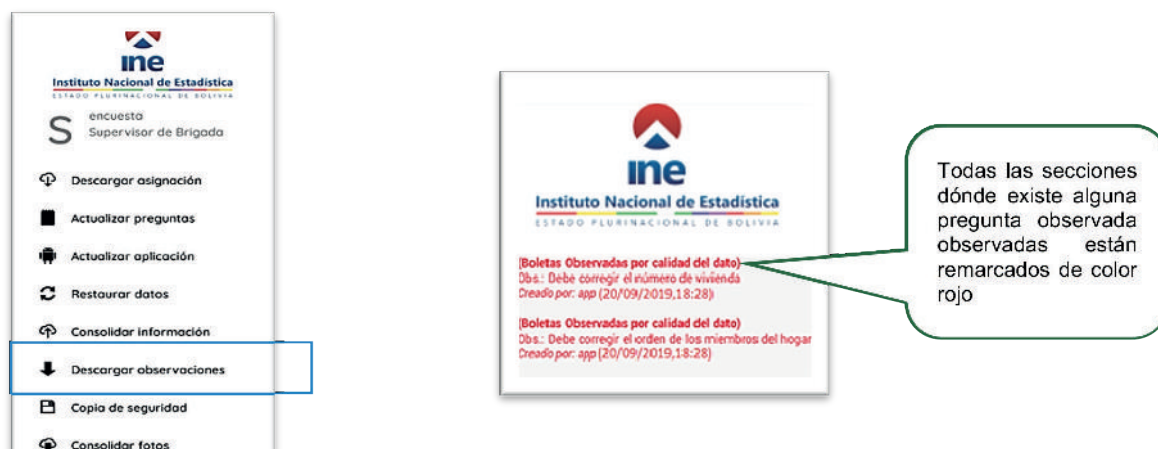 ine
Instituto Nacional de Estadística
ESTADO PLURINACIONAL DE BOLIVIA
S
encuesta
Supervisor de Brigada
Descargar asignación
Actualizar preguntas
Actualizar aplicación
Restaurar datos
Consolidar información
Descargar observaciones
Copia de seguridad
Consolidar fotos
ine
Instituto Nacional de Estadística
ESTADO PLURINACIONAL DE BOLIVIA
(Boletas Observadas por calidad del dato)
Obs.: Debe corregir el número de vivienda
Creado por: app (20/09/2019,18:28)
(Boletas Observadas por calidad del dato)
Obs.: Debe corregir el orden de los miembros del hogar
Creado por: app (20/09/2019,18:28)
Todas las secciones
dónde existe alguna
pregunta observada
observadas están
remarcados de color
rojo